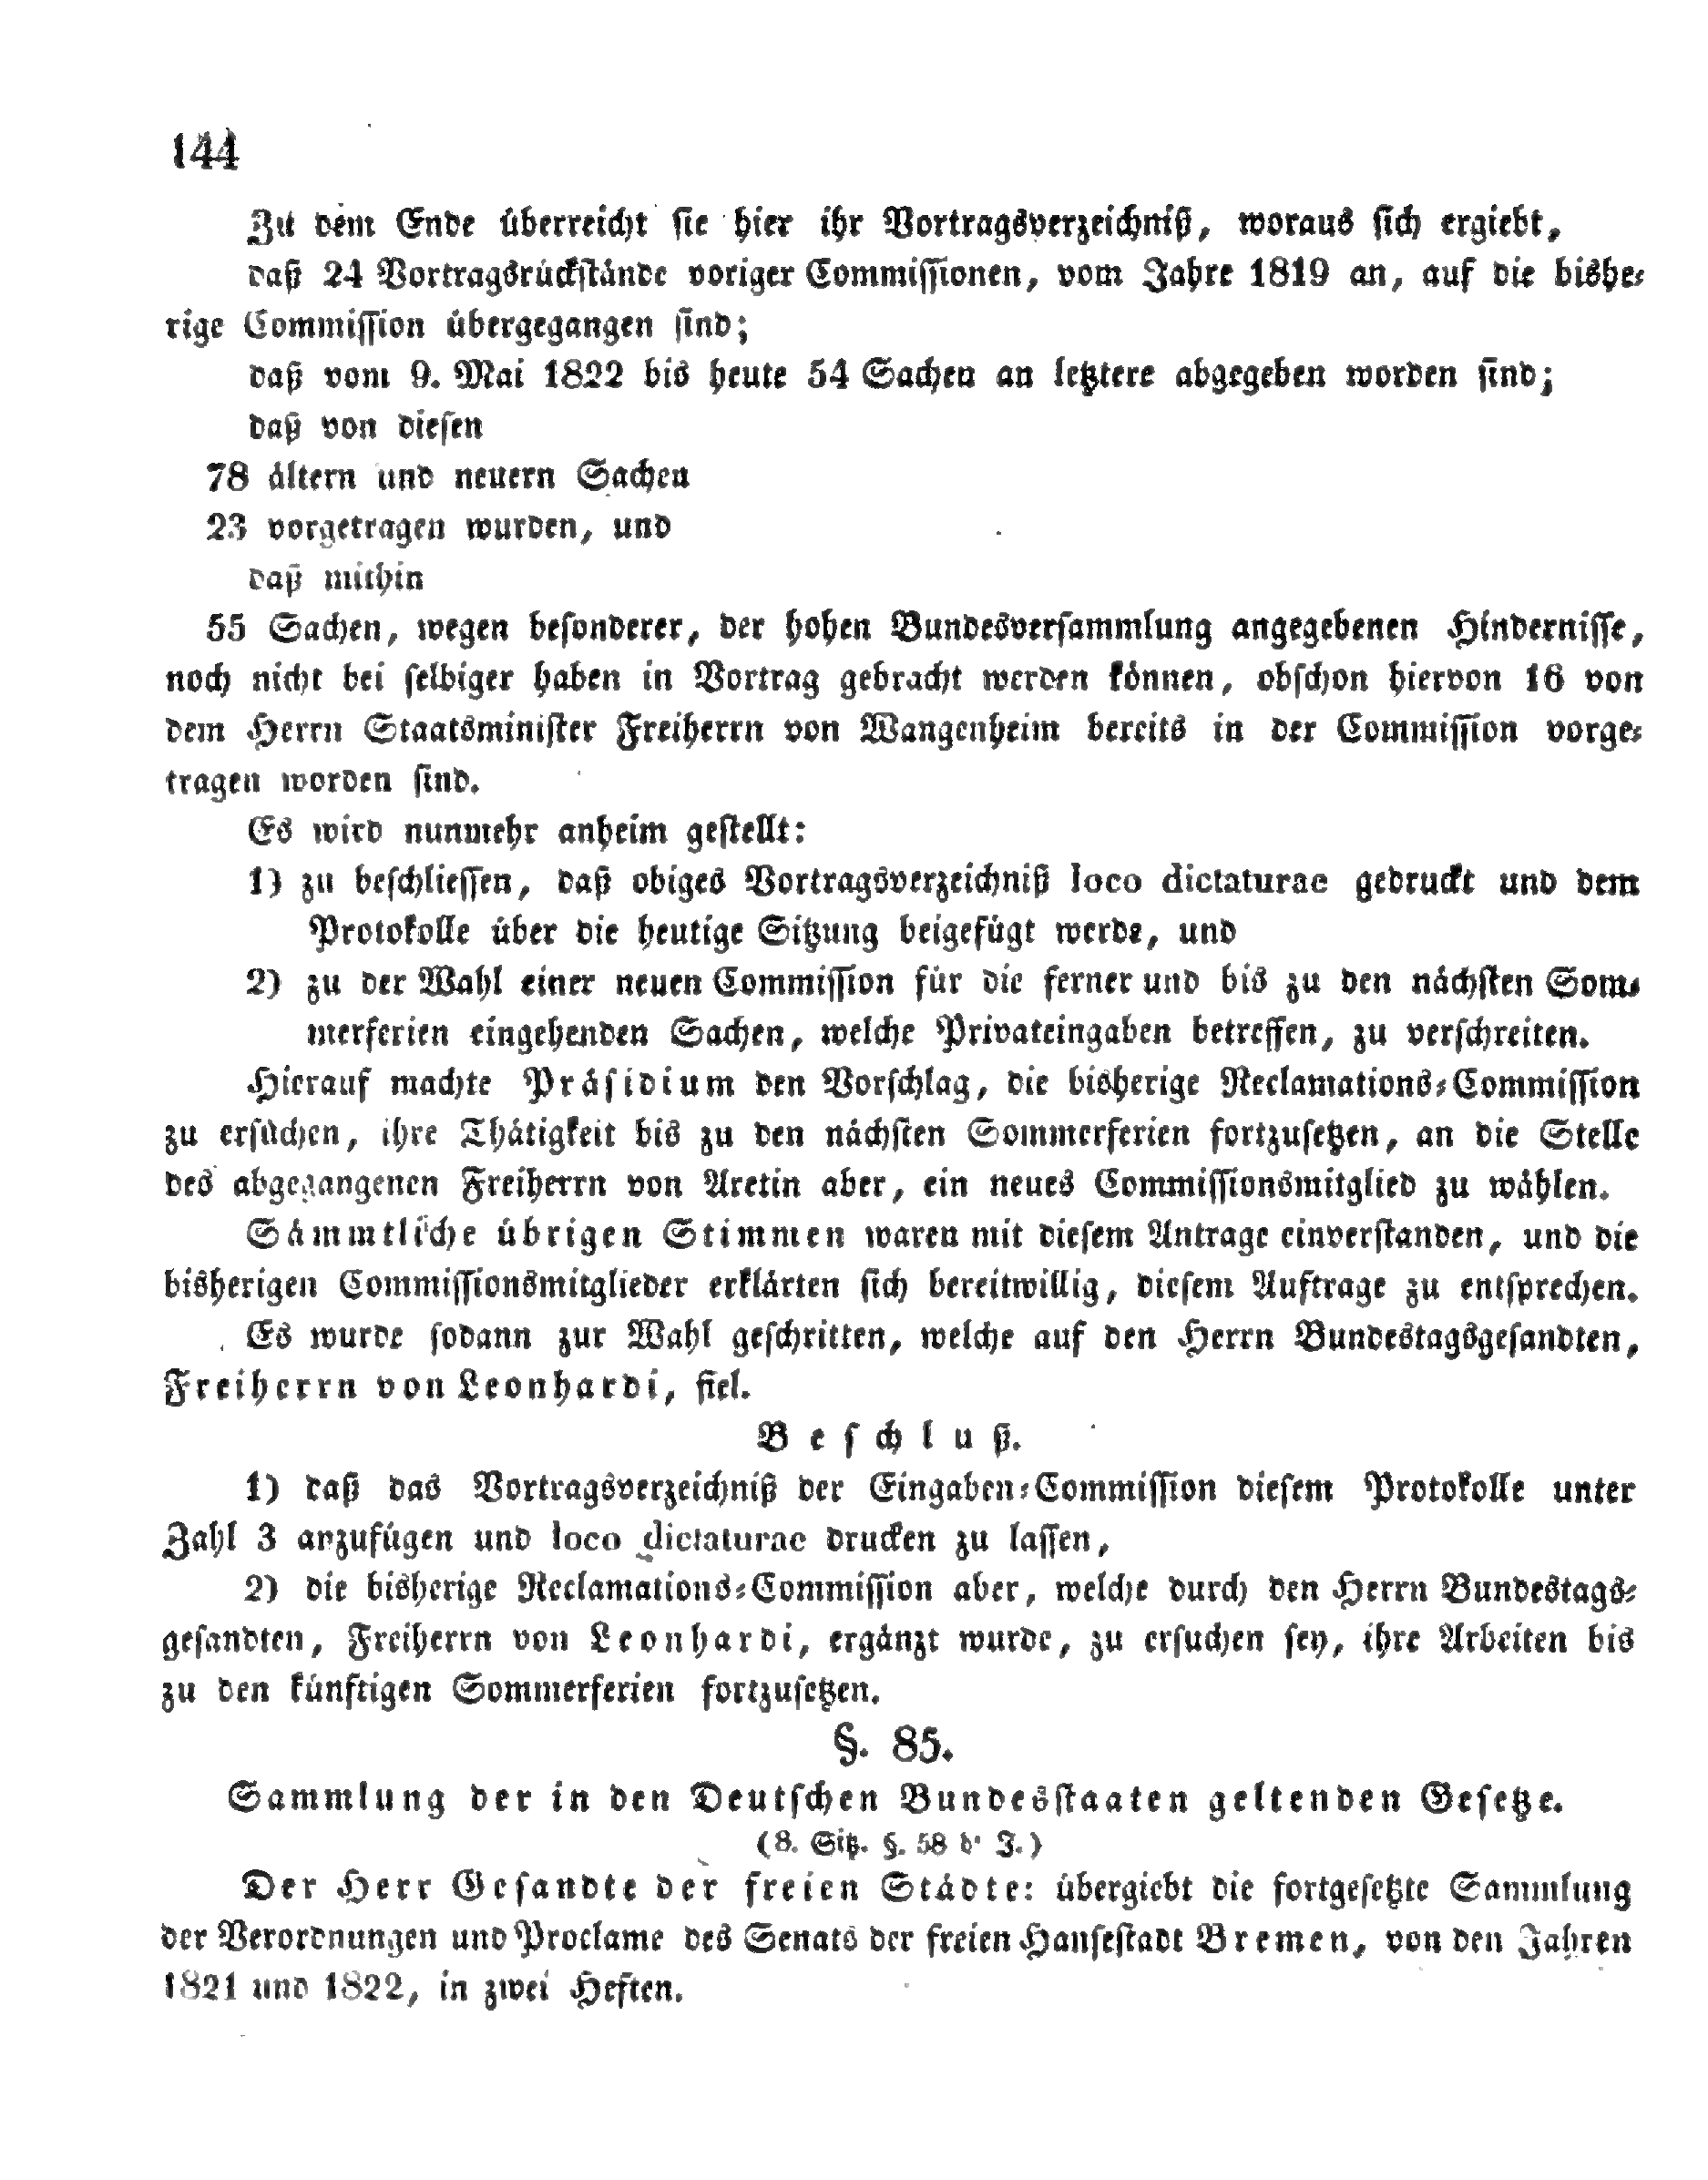 144
Zu dem Ende überreicht sie hier ihr Vortragsverzeichniß, woraus sich ergiebt,
daß 24 Vortragsrückstände voriger Commissionen, vom Jahre 1819 an, auf die bishe-
rige Commission übergegangen sind;
daß vom 9. Mai 1822 bis heute 54 Sachen an letztere abgegeben worden sind;
daß von diesen
78 ältern und neuern Sachen
23 vorgetragen wurden, und
daß mithin
55 Sachen, wegen besonderer, der hohen Bundesversammlung angegebenen Hindernisse,
noch nicht bei selbiger haben in Vortrag gebracht werden können, obschon hiervon 16 von
dem Herrn Staatsminister Freiherrn von Wangenheim bereits in der Commission vorge-
tragen worden sind.
Es wird nunmehr anheim gestellt:
1) zu beschliessen, daß obiges Vortragsverzeichniß loco dictaturae gedruckt und dem
Protokolle über die heutige Sitzung beigefügt werde, und
2) zu der Wahl einer neuen Commission für die ferner und bis zu den nächsten Som-
merferien eingehenden Sachen, welche Privateingaben betreffen, zu verschreiten.
Hierauf machte Präsidium den Vorschlag, die bisherige Reclamations-Commission
zu ersuchen, ihre Thätigkeit bis zu den nächsten Sommerferien fortzusetzen, an die Stelle
des abgegangenen Freiherrn von Aretin aber, ein neues Commissionsmitglied zu wählen.
Sämmtliche übrigen Stimmen waren mit diesem Antrage einverstanden, und die
bisherigen Commissionsmitglieder erklärten sich bereitwillig, diesem Auftrage zu entsprechen.
Es wurde sodann zur Wahl geschritten, welche auf den Herrn Bundestagsgesandten,
Freiherrn von Leonhardi, fiel.
Beschluß.
1) daß das Vortragsverzeichniß der Eingaben-Commission diesem Protokolle unter
Zahl 3 anzufügen und loco dictaturae drucken zu lassen,
2) die bisherige Reclamations-Commission aber, welche durch den Herrn Bundestags-
gesandten, Freiherrn von Leonhardi, ergänzt wurde, zu ersuchen sey, ihre Arbeiten bis
zu den künftigen Sommerferien fortzusetzen.
§. 85.
Sammlung der in den Deutschen Bundesstaaten geltenden Gesetze.
(8. Sitz. §. 58 d. J.)
Der Herr Gesandte der freien Städte: übergiebt die fortgesetzte Sammlung
der Verordnungen und Proclame des Senats der freien Hansestadt Bremen, von den Jahren
1821 und 1822, in zwei Heften.